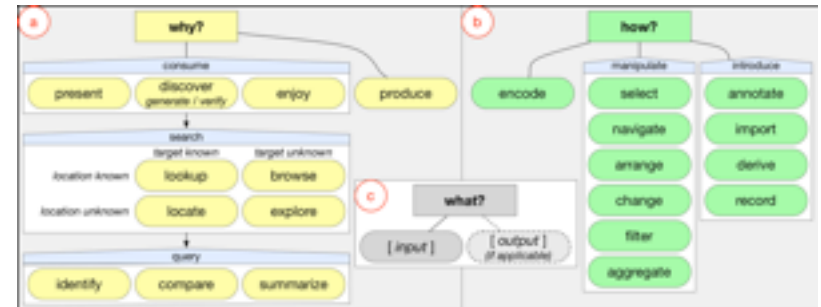 a
why?
consume
present
discover
generate / verify
enjoy
produce
search
target known
target unknown
location known
lookup
browse
location unknown
locate
explore
query
identify
compare
summarize
b
how?
encode
manipulate
select
navigate
arrange
change
filter
aggregate
introduce
annotate
import
derive
record
c
what?
[ input ]
[ output ]
(if applicable)